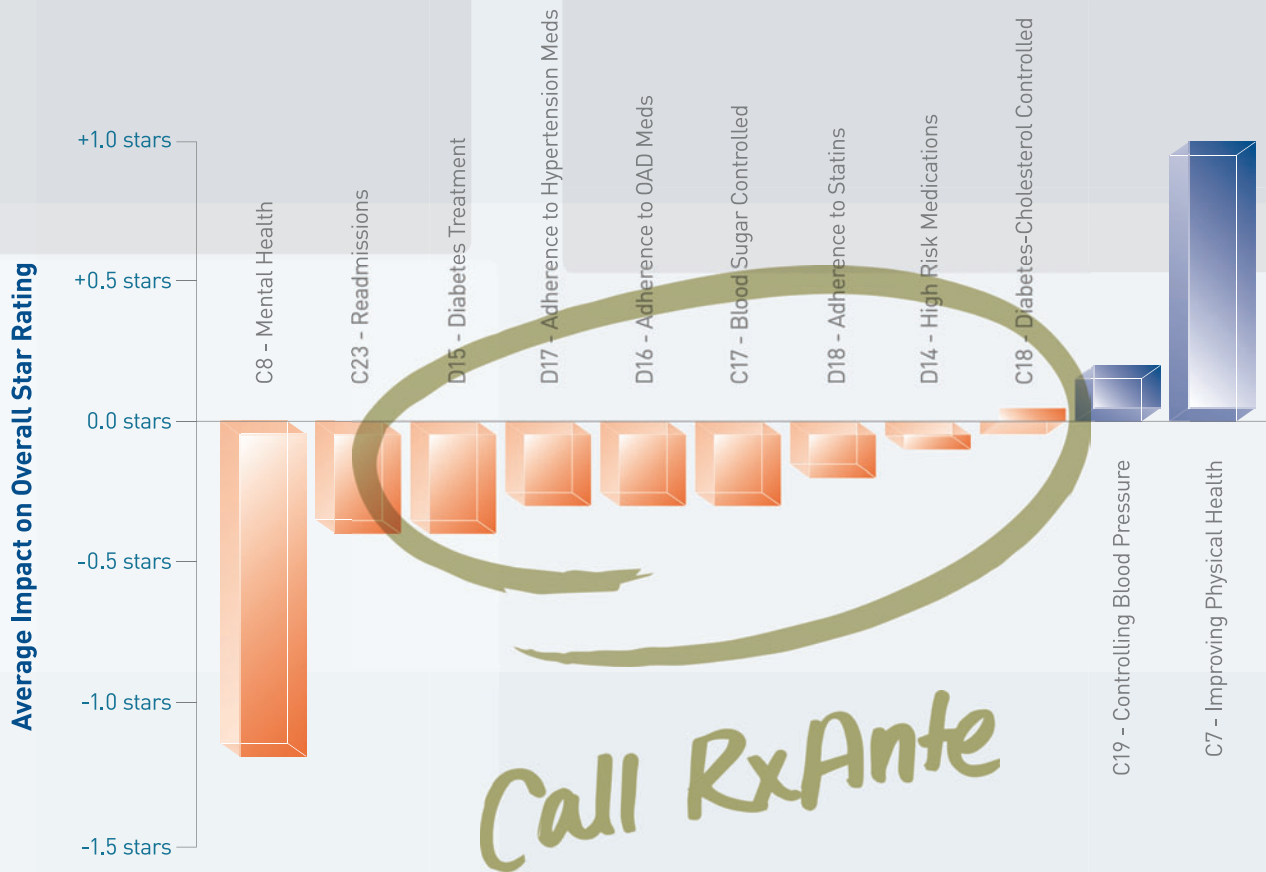 Average Impact on Overall Star Rating
+1.0 stars
+0.5 stars
0.0 stars
-0.5 stars
-1.0 stars
-1.5 stars
C8 - Mental Health
C23 - Readmissions
D15 - Diabetes Treatment
D17 - Adherence to Hypertension Meds
D16 - Adherence to OAD Meds
C17 - Blood Sugar Controlled
D18 - Adherence to Statins
D14 - High Risk Medications
C18 - Diabetes-Cholesterol Controlled
C19 - Controlling Blood Pressure
C7 - Improving Physical Health
Call RxAnte